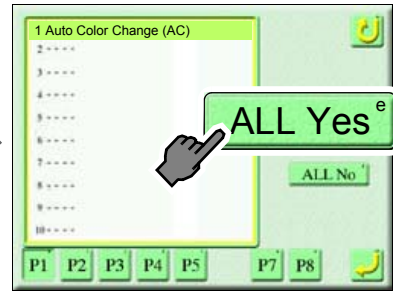 1 Auto Color Change (AC)
2 - - - -
3 - - - -
4 - - - -
5 - - - -
6 - - - -
7 - - - -
8 - - - -
9 - - - -
10 - - - -
ALL Yes e
ALL No
P1 P2 P3 P4 P5 P7 P8